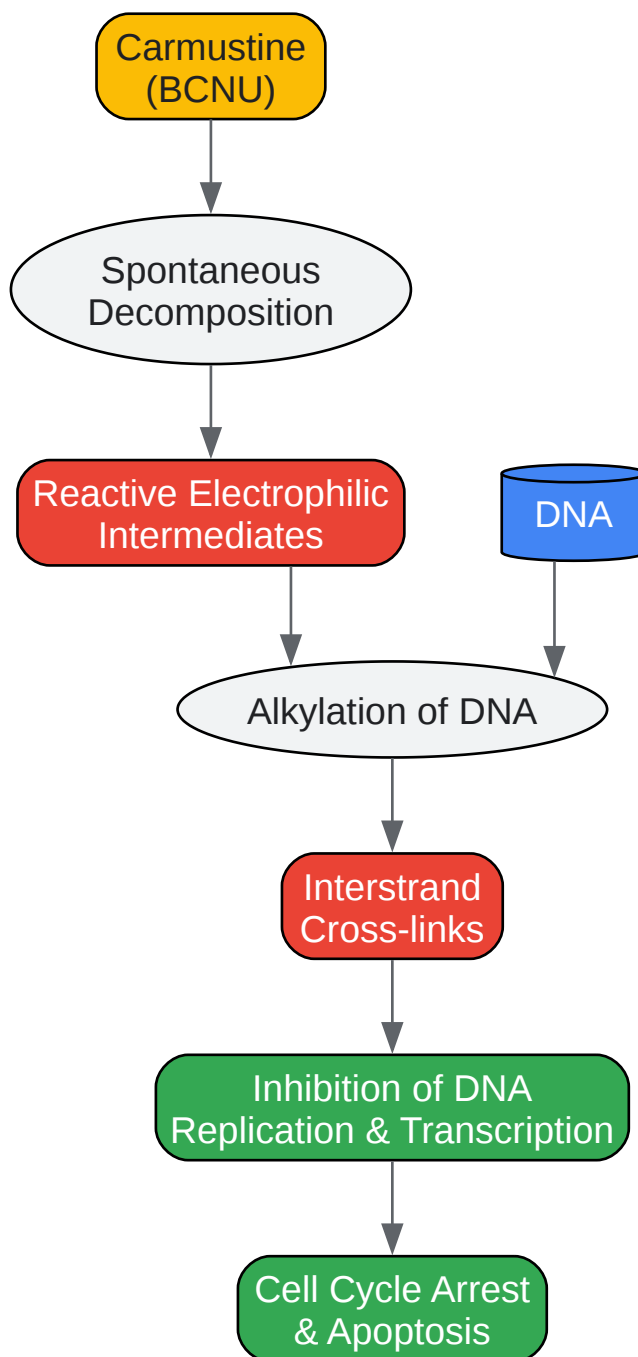 Carmustine
(BCNU)
Spontaneous
Decomposition
Reactive Electrophilic
Intermediates
DNA
Alkylation of DNA
Interstrand
Cross-links
Inhibition of DNA
Replication & Transcription
Cell Cycle Arrest
& Apoptosis